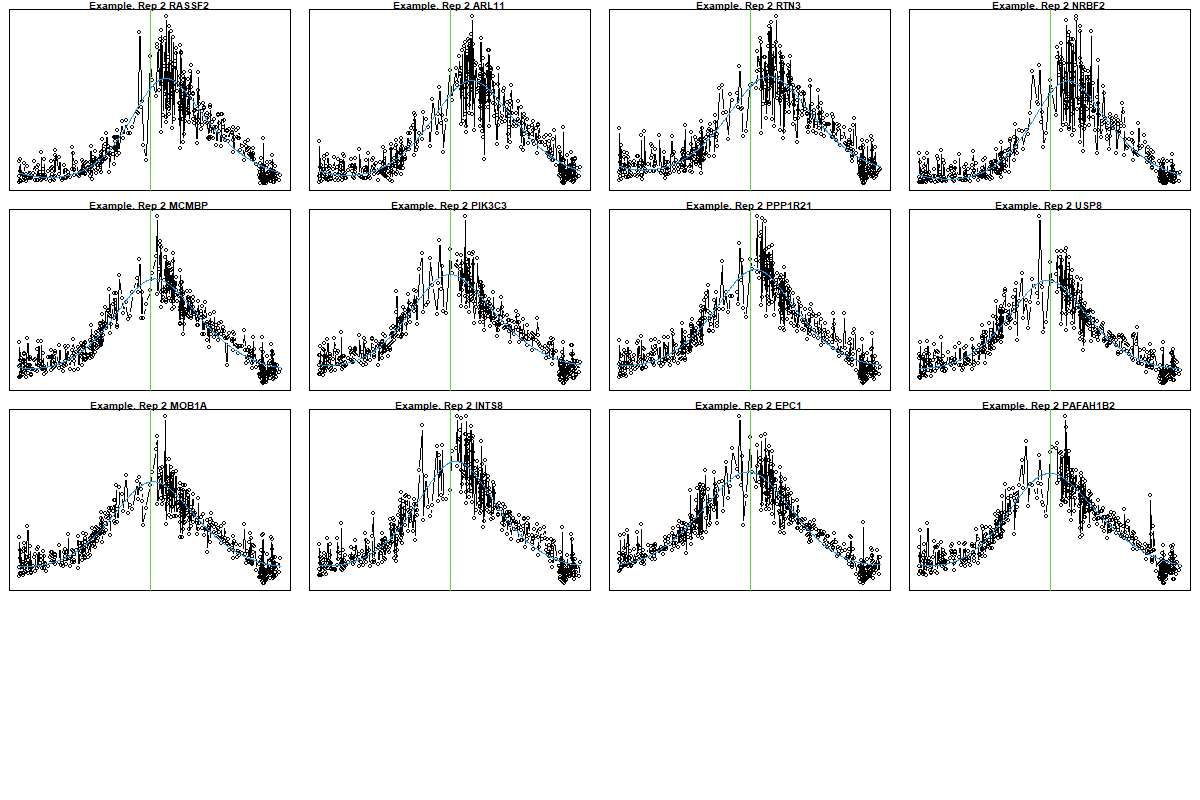 Example. Rep 2 RASSF2
Example. Rep 2 ARL11
Example. Rep 2 RTN3
Example. Rep 2 NRBF2
Example. Rep 2 MCMBP
Example. Rep 2 PIK3C3
Example. Rep 2 PPP1R21
Example. Rep 2 USP8
Example. Rep 2 MOB1A
Example. Rep 2 INTS8
Example. Rep 2 EPC1
Example. Rep 2 PAFAH1B2